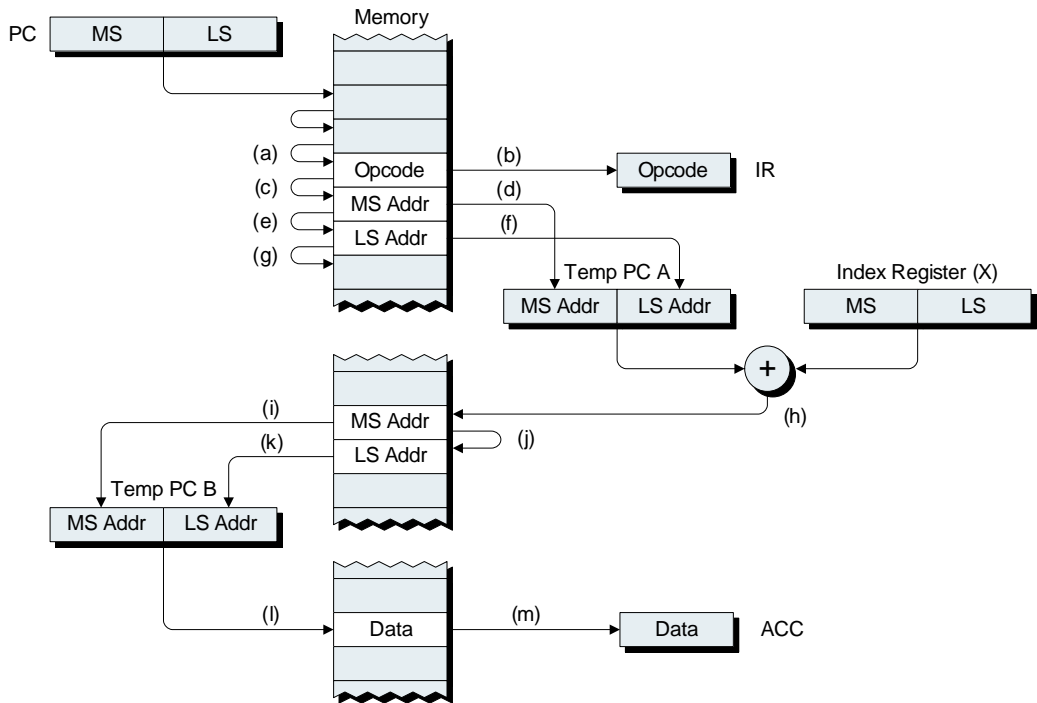 Memory
PC
MS LS
(a)
Opcode
(b)
Opcode
IR
(c)
MS Addr
(d)
(e)
LS Addr
(f)
(g)
Temp PC A
Index Register (X)
MS Addr LS Addr
MS LS
+
(h)
(i)
MS Addr
(j)
(k)
LS Addr
Temp PC B
MS Addr LS Addr
(l)
Data
(m)
Data
ACC